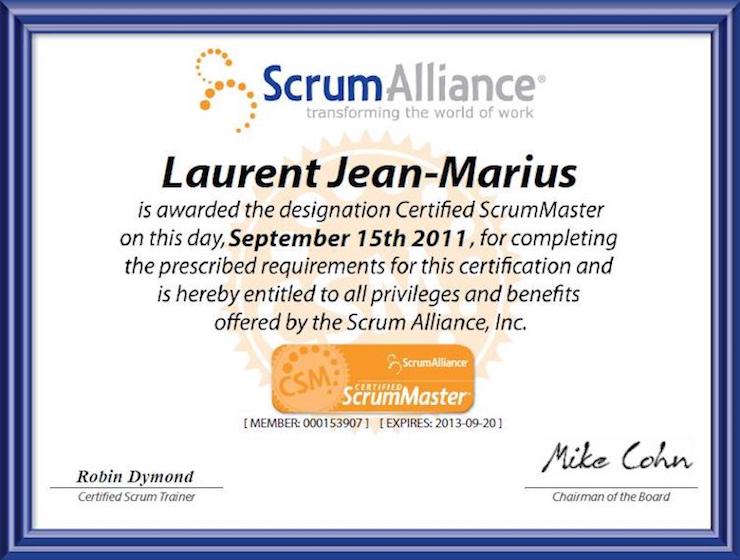 ScrumAlliance®
transforming the world of work
Laurent Jean-Marius
is awarded the designation Certified ScrumMaster
on this day, September 15th 2011, for completing
the prescribed requirements for this certification and
is hereby entitled to all privileges and benefits
offered by the Scrum Alliance, Inc.
CSM
ScrumAlliance
CSM
CERTIFIED
ScrumMaster
[ MEMBER: 000153907 ] [ EXPIRES: 2013-09-20 ]
Robin Dymond
Certified Scrum Trainer
Mike Cohn
Chairman of the Board